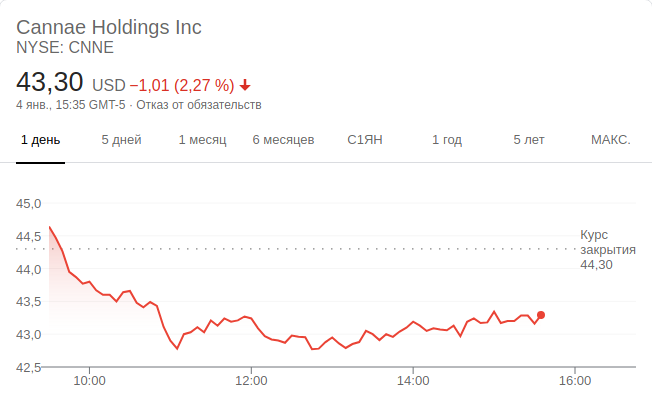 Cannae Holdings Inc
NYSE: CNNE
43,30 USD −1,01 (2,27 %)
4 янв., 15:35 GMT-5 · Отказ от обязательств
1 день 5 дней 1 месяц 6 месяцев С1ЯН 1 год 5 лет МАКС.
45,0
44,5
44,0
43,5
43,0
42,5
Курс
закрытия
44,30
10:00 12:00 14:00 16:00